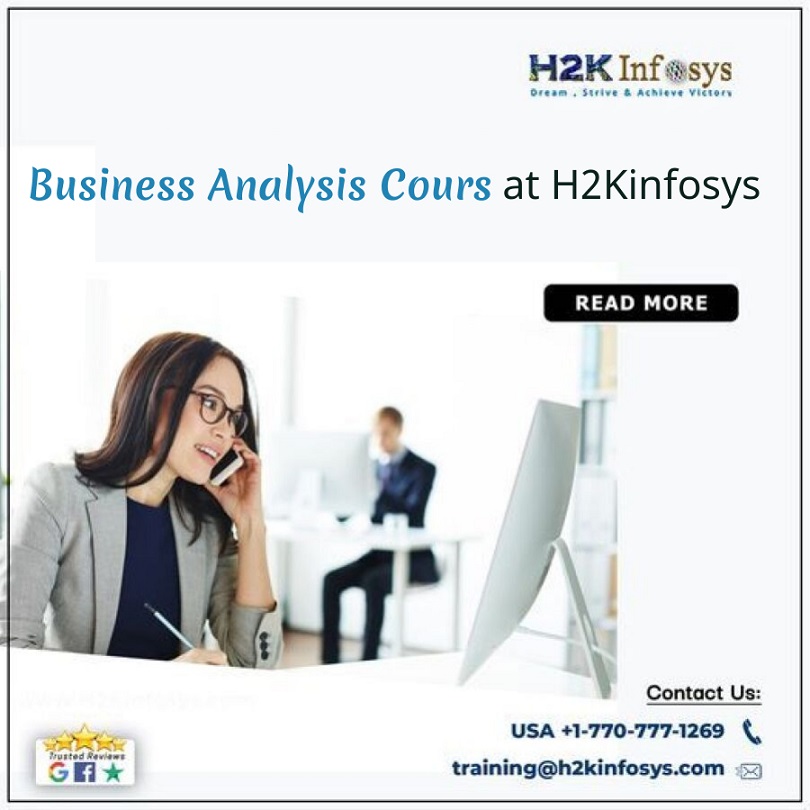 H2K Infosys
Dream , Strive & Achieve Victory
Business Analysis Cours at H2Kinfosys
READ MORE
Contact Us:
USA +1-770-777-1269
training@h2kinfosys.com
Trusted Reviews